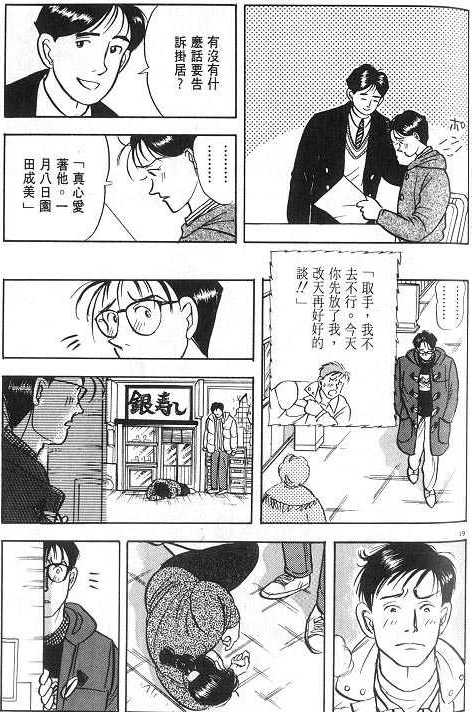 有沒有什
麼話要告
訴掛居?
………
………
「真心愛
著他。一
月八日園
田成美」
「取手,我不
去不行。今天
你先放了我,
改天再好好的
談!!」
………
銀寿し
19